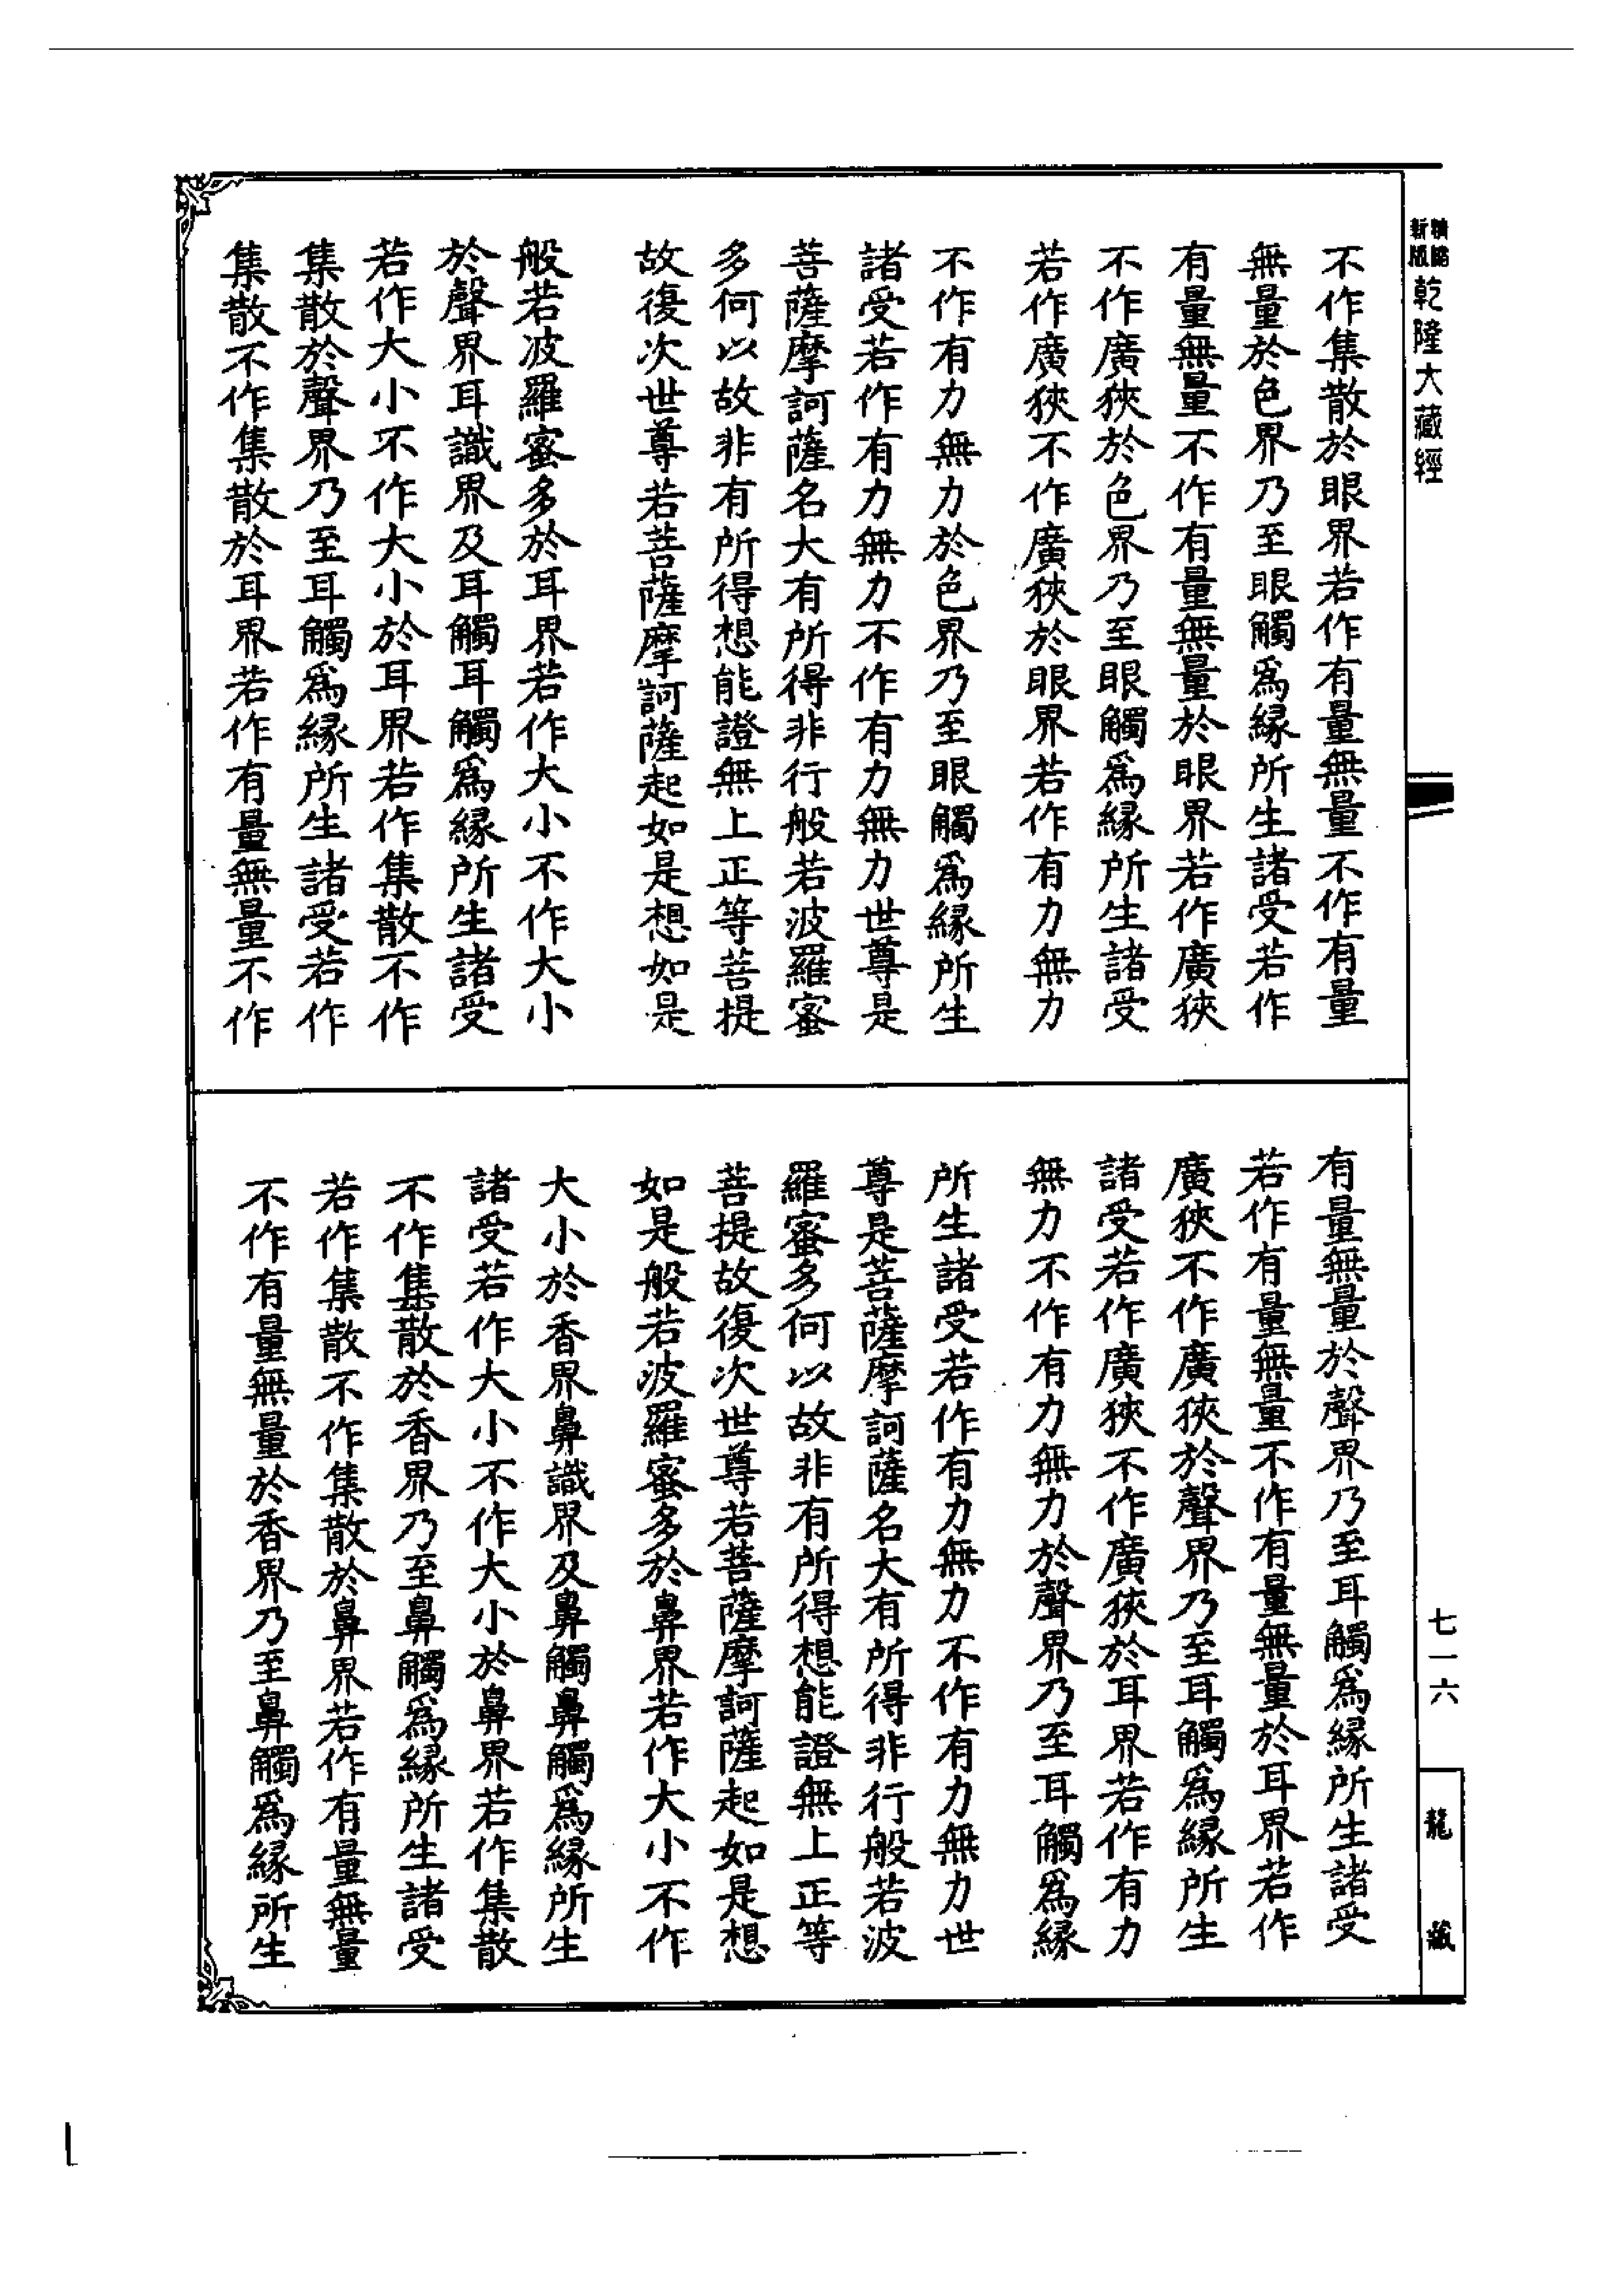 新版
乾隆大藏經
不作集散於眼界若作有量無量不作有量
無量於色界乃至眼觸爲緣所生諸受若作
有量無量不作有量無量於眼界若作廣狹
不作廣狹於色界乃至眼觸爲緣所生諸受
若作廣狹不作廣狹於眼界若作有力無力
不作有力無力於色界乃至眼觸爲緣所生
諸受若作有力無力不作有力無力世尊是
菩薩摩訶薩名大有所得非行般若波羅蜜
多何以故非有所得想能證無上正等菩提
故復次世尊若菩薩摩訶薩起如是想如是
般若波羅蜜多於耳界若作大小不作大小
於聲界耳識界及耳觸耳觸爲緣所生諸受
若作大小不作大小於耳界若作集散不作
集散於聲界乃至耳觸爲緣所生諸受若作
集散不作集散於耳界若作有量無量不作
有量無量於聲界乃至耳觸爲緣所生諸受
若作有量無量不作有量無量於耳界若作
廣狹不作廣狹於聲界乃至耳觸爲緣所生
諸受若作廣狹不作廣狹於耳界若作有力
無力不作有力無力於聲界乃至耳觸爲緣
所生諸受若作有力無力不作有力無力世
尊是菩薩摩訶薩名大有所得非行般若波
羅蜜多何以故非有所得想能證無上正等
菩提故復次世尊若菩薩摩訶薩起如是想
如是般若波羅蜜多於鼻界若作大小不作
大小於香界鼻識界及鼻觸鼻觸爲緣所生
諸受若作大小不作大小於鼻界若作集散
不作集散於香界乃至鼻觸爲緣所生諸受
若作集散不作集散於鼻界若作有量無量
不作有量無量於香界乃至鼻觸爲緣所生
七一六
龍藏